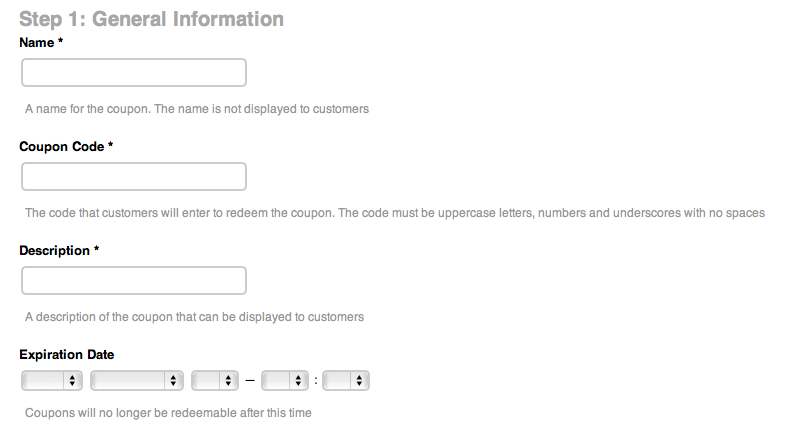 Step 1: General Information
Name *
A name for the coupon. The name is not displayed to customers
Coupon Code *
The code that customers will enter to redeem the coupon. The code must be uppercase letters, numbers and underscores with no spaces
Description *
A description of the coupon that can be displayed to customers
Expiration Date
– :
Coupons will no longer be redeemable after this time